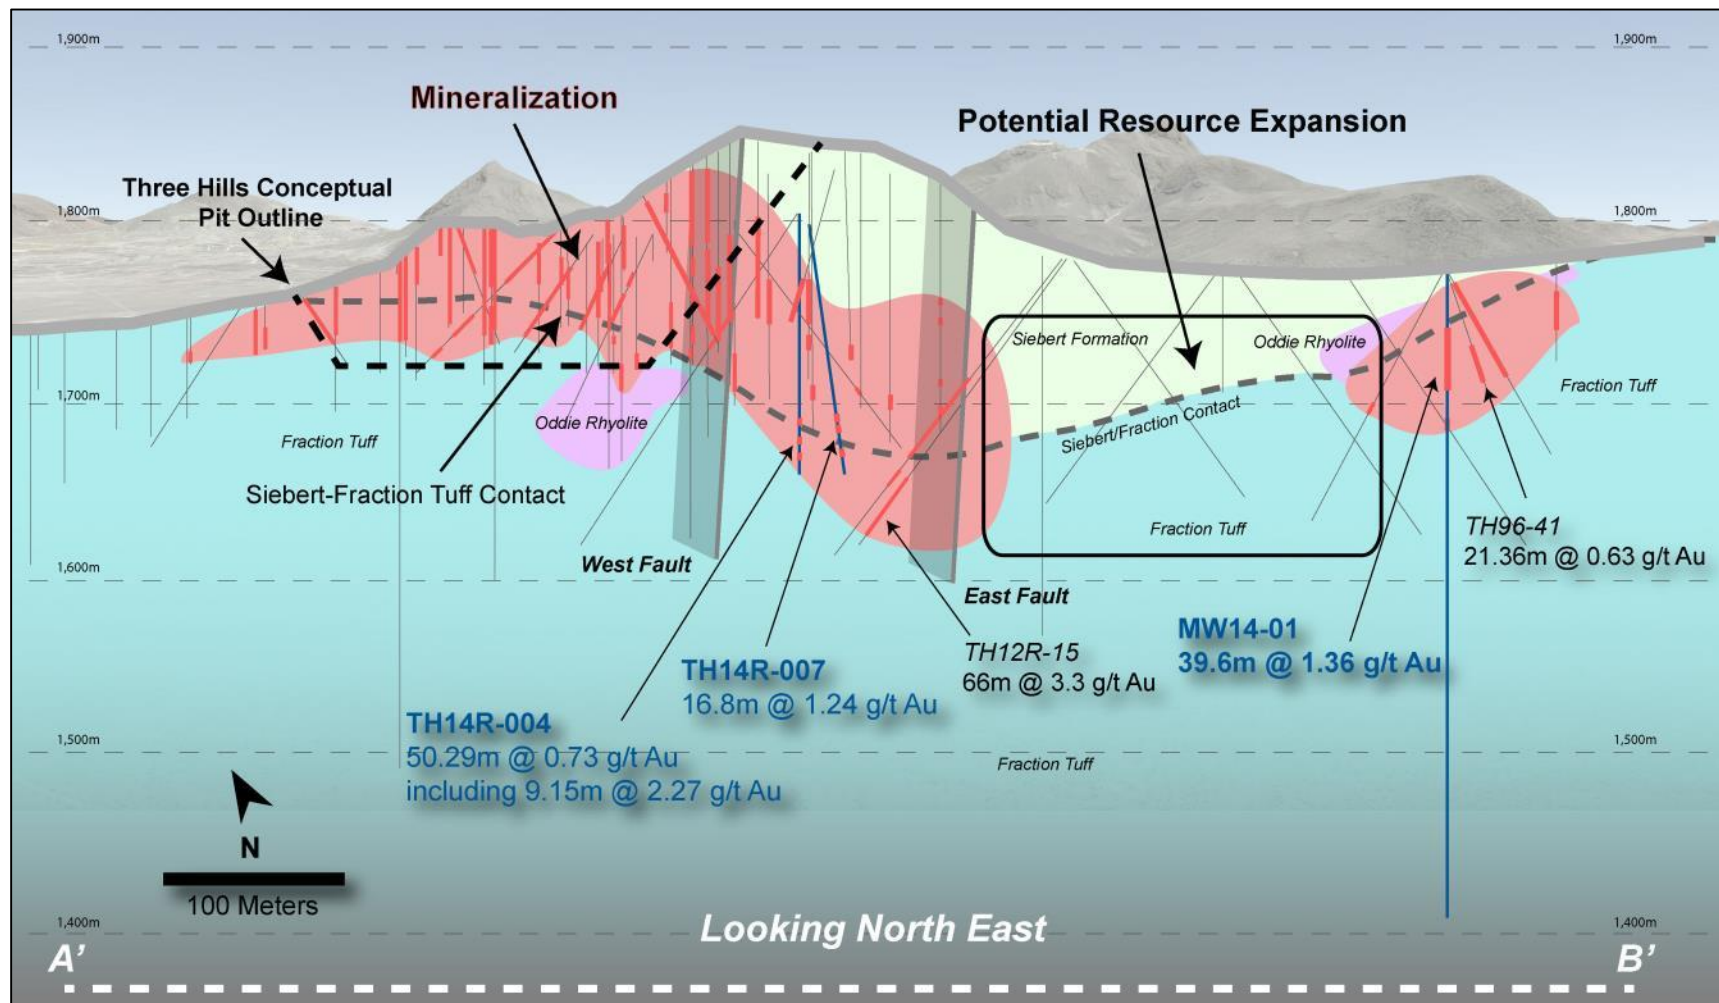 1,900m
1,900m
Mineralization
Potential Resource Expansion
Three Hills Conceptual
Pit Outline
1,800m
1,800m
Siebert Formation
Oddie Rhyolite
1,700m
1,700m
Fraction Tuff
Oddie Rhyolite
Fraction Tuff
Siebert/Fraction Contact
Siebert-Fraction Tuff Contact
Fraction Tuff
West Fault
1,600m
1,600m
East Fault
TH96-41
21.36m @ 0.63 g/t Au
MW14-01
39.6m @ 1.36 g/t Au
TH12R-15
66m @ 3.3 g/t Au
TH14R-007
16.8m @ 1.24 g/t Au
TH14R-004
50.29m @ 0.73 g/t Au
including 9.15m @ 2.27 g/t Au
1,500m
1,500m
Fraction Tuff
N
100 Meters
1,400m
1,400m
Looking North East
A’
B’